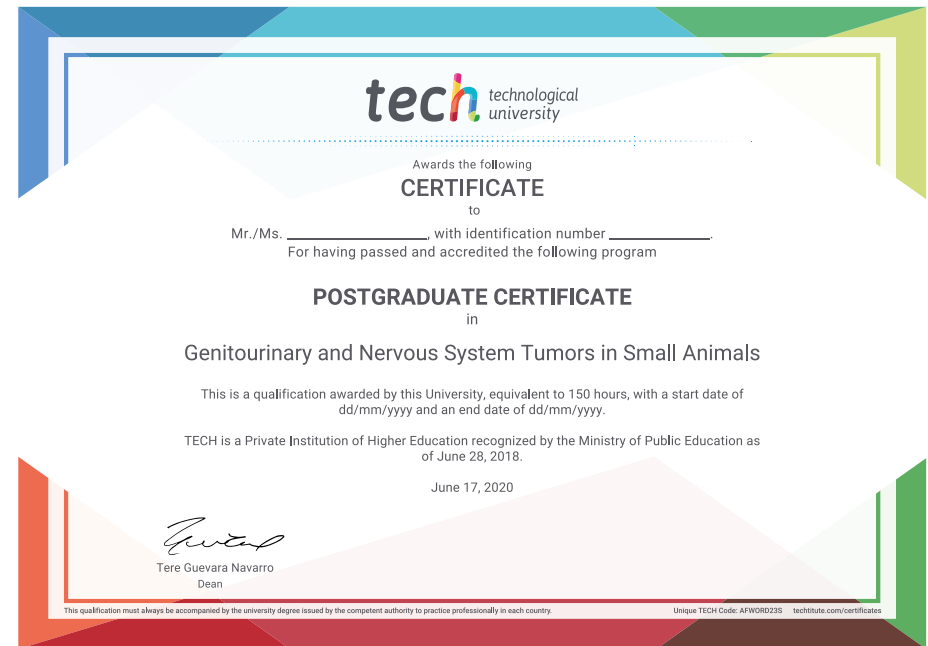 tech technological
university
Awards the following
CERTIFICATE
to
Mr./Ms. ____________________, with identification number ______________.
For having passed and accredited the following program
POSTGRADUATE CERTIFICATE
in
Genitourinary and Nervous System Tumors in Small Animals
This is a qualification awarded by this University, equivalent to 150 hours, with a start date of
dd/mm/yyyy and an end date of dd/mm/yyyy.
TECH is a Private Institution of Higher Education recognized by the Ministry of Public Education as
of June 28, 2018.
June 17, 2020
Tere Guevara Navarro
Dean
This qualification must always be accompanied by the university degree issued by the competent authority to practice professionally in each country.
Unique TECH Code: AFWORD23S techtitute.com/certificates